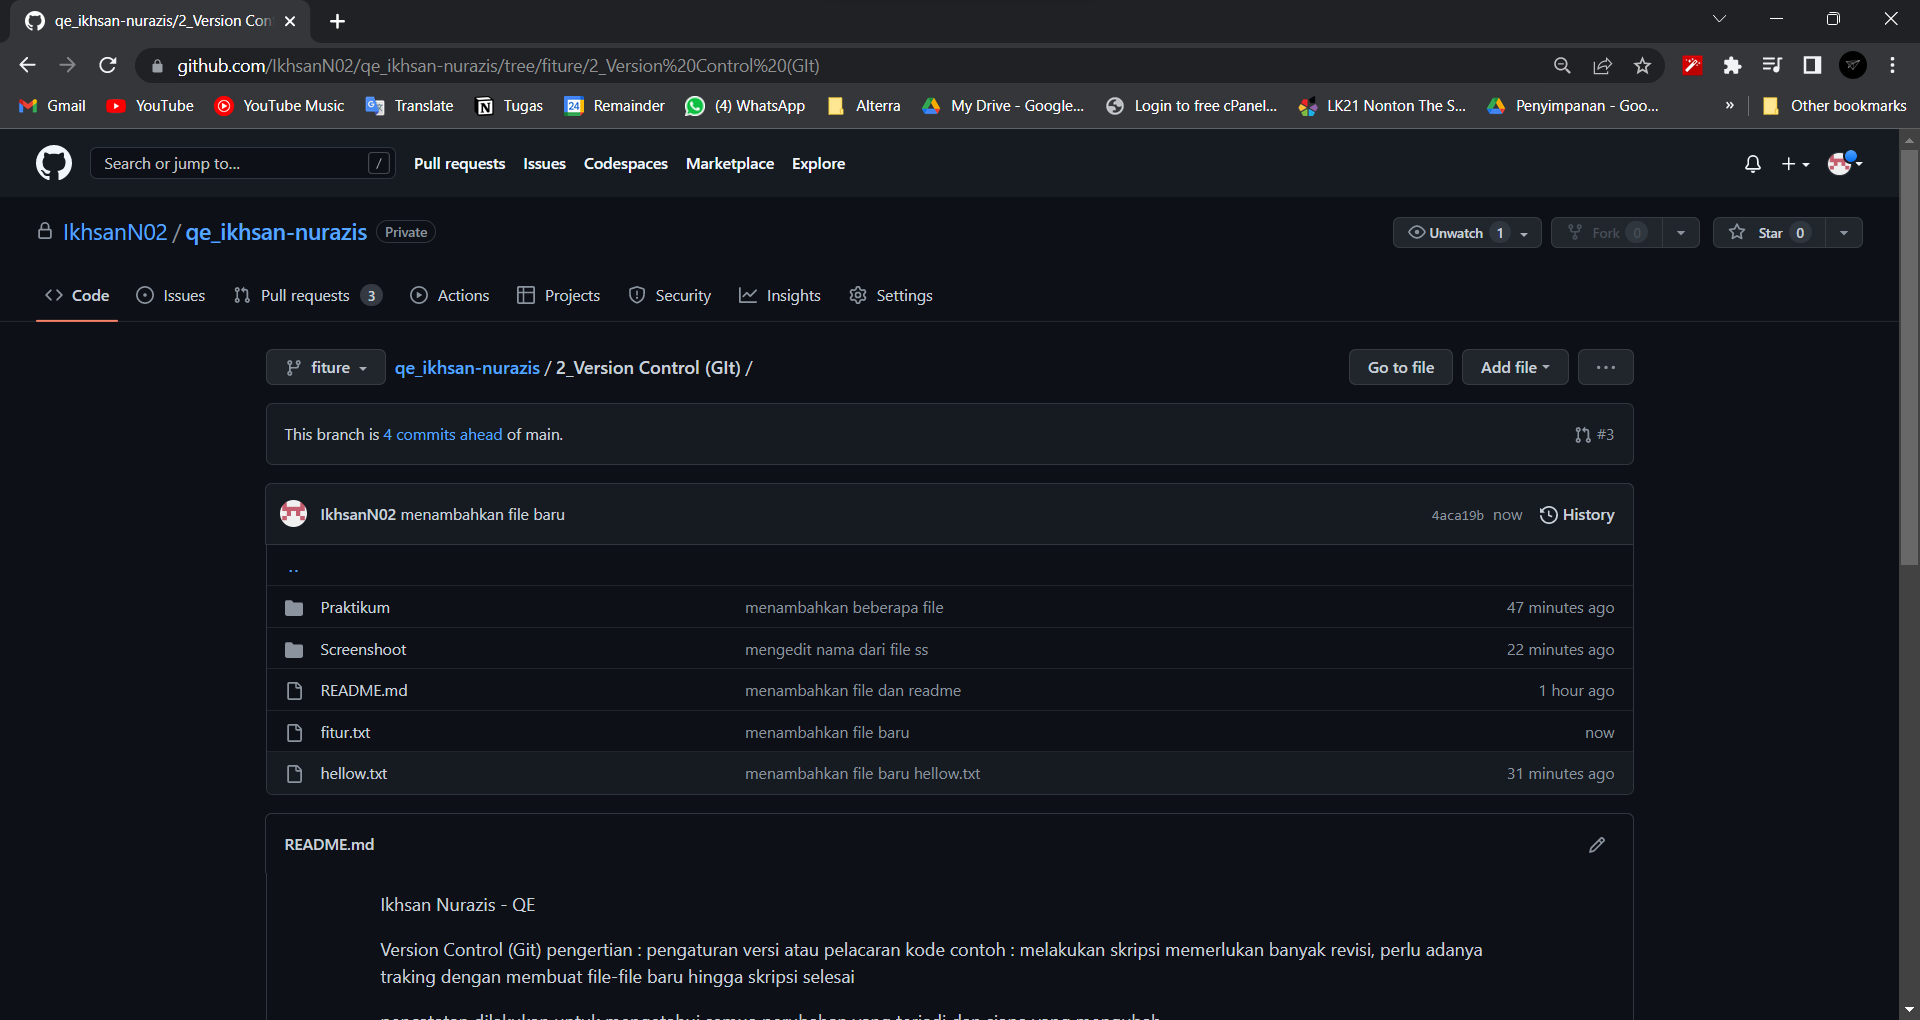 qe_ikhsan-nurazis/2_Version Con
github.com/IkhsanN02/qe_ikhsan-nurazis/tree/fiture/2_Version%20Control%20(GIt)
Gmail YouTube YouTube Music Translate Tugas 24 Remainder (4) WhatsApp Alterra My Drive - Google... Login to free cPanel... LK21 Nonton The S... Penyimpanan - Goo... » Other bookmarks
Search or jump to... / Pull requests Issues Codespaces Marketplace Explore
IkhsanN02 / qe_ikhsan-nurazis Private Unwatch 1 Fork 0 Star 0
Code Issues Pull requests 3 Actions Projects Security Insights Settings
fiture qe_ikhsan-nurazis / 2_Version Control (GIt) / Go to file Add file ...
This branch is 4 commits ahead of main. #3
IkhsanN02 menambahkan file baru 4aca19b now History
..
Praktikum menambahkan beberapa file 47 minutes ago
Screenshoot mengedit nama dari file ss 22 minutes ago
README.md menambahkan file dan readme 1 hour ago
fitur.txt menambahkan file baru now
hellow.txt menambahkan file baru hellow.txt 31 minutes ago
README.md
Ikhsan Nurazis - QE
Version Control (Git) pengertian : pengaturan versi atau pelacaran kode contoh : melakukan skripsi memerlukan banyak revisi, perlu adanya
traking dengan membuat file-file baru hingga skripsi selesai